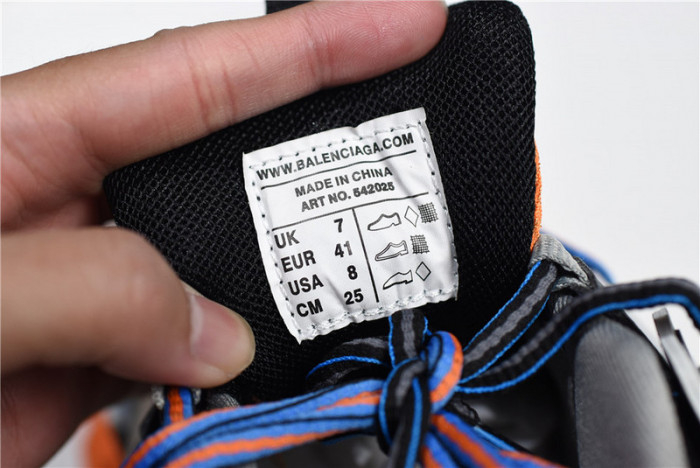 WWW.BALENCIAGA.COM
MADE IN CHINA
ART NO. 542025
UK 7
EUR 41
USA 8
CM 25